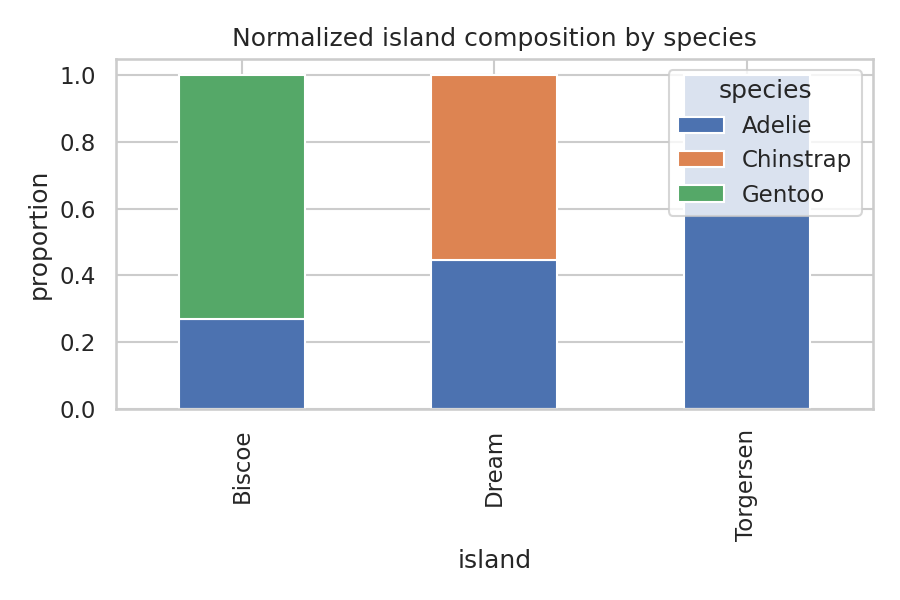 Normalized island composition by species
proportion
1.0
0.8
0.6
0.4
0.2
0.0
species
Adelie
Chinstrap
Gentoo
Biscoe
Dream
Torgersen
island